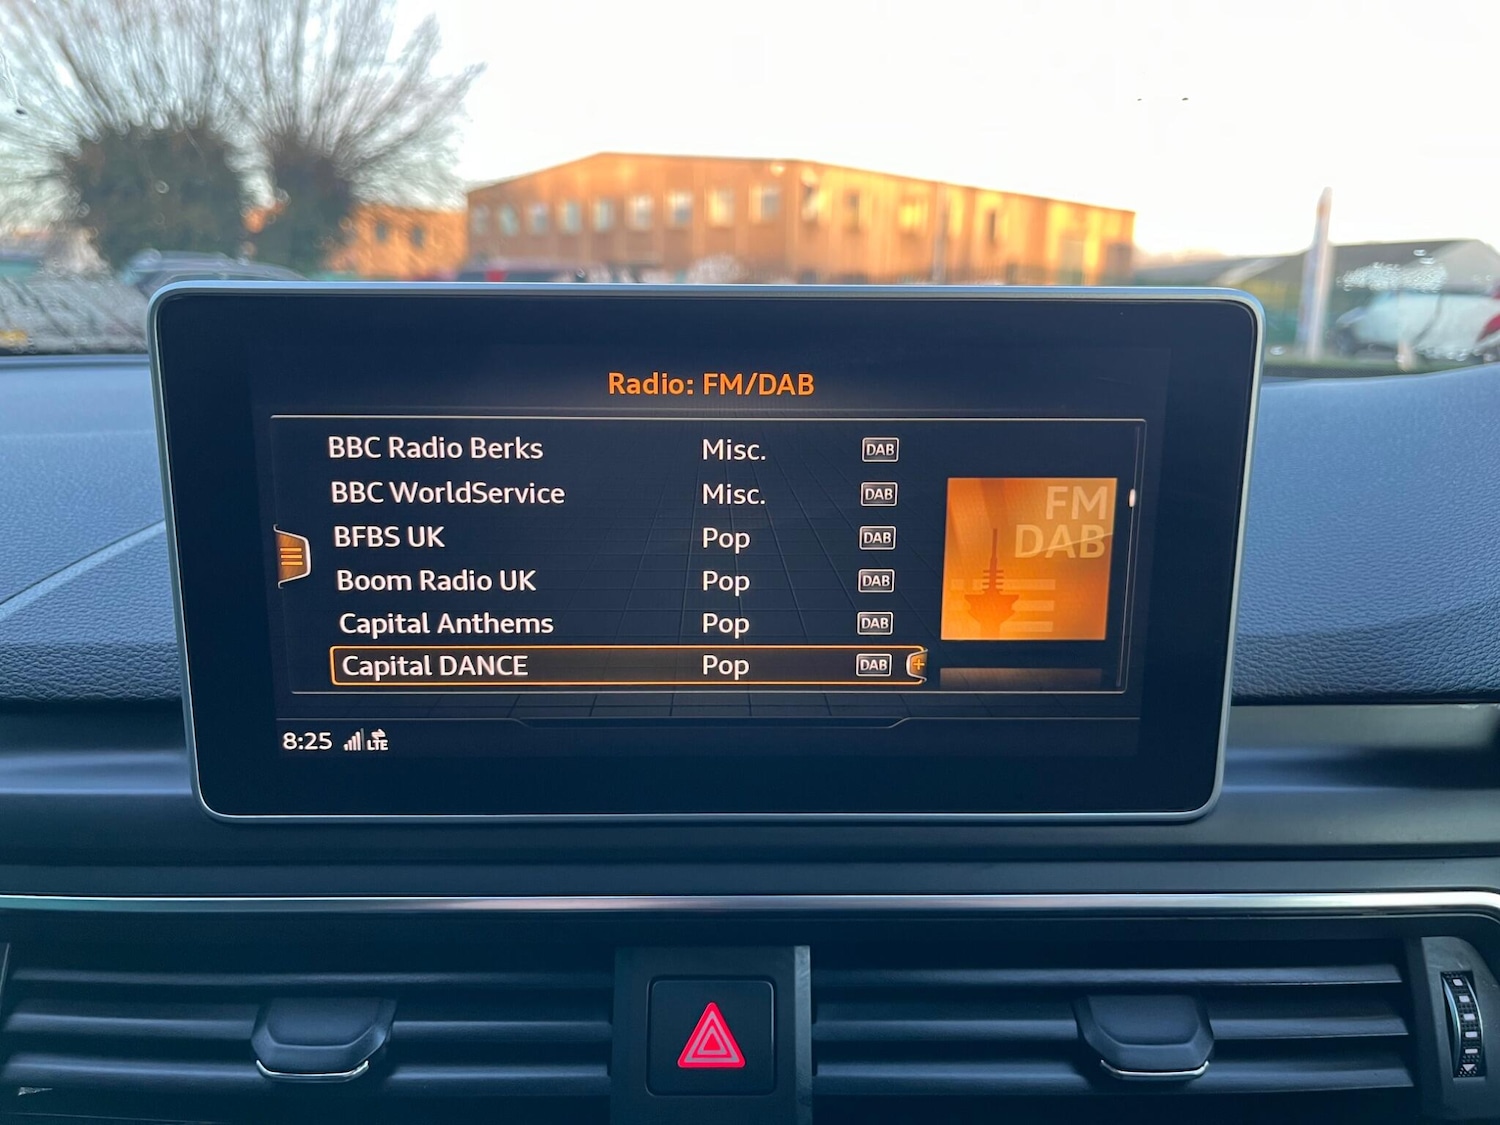 Radio: FM/DAB
BBC Radio Berks Misc. DAB
BBC WorldService Misc. DAB
BFBS UK Pop DAB
Boom Radio UK Pop DAB
Capital Anthems Pop DAB
Capital DANCE Pop DAB +
FM
DAB
8:25 LTE